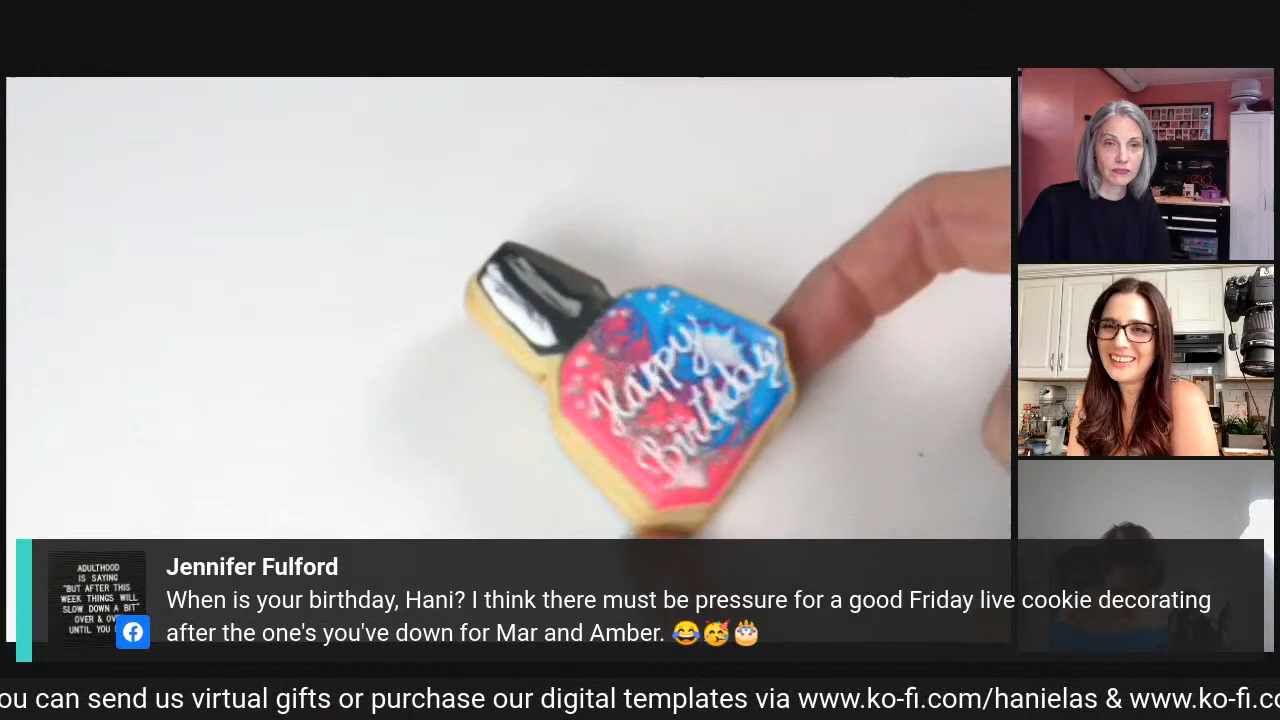 Happy
Birthday
Jennifer Fulford
ADULTHOOD
IS SAYING
"BUT AFTER THIS
WEEK THINGS WILL
SLOW DOWN A BIT"
OVER &
UNTIL YOU
When is your birthday, Hani? I think there must be pressure for a good Friday live cookie decorating
after the one's you've down for Mar and Amber. 😂🥳🎂
ou can send us virtual gifts or purchase our digital templates via www.ko-fi.com/hanielas & www.ko-fi.co